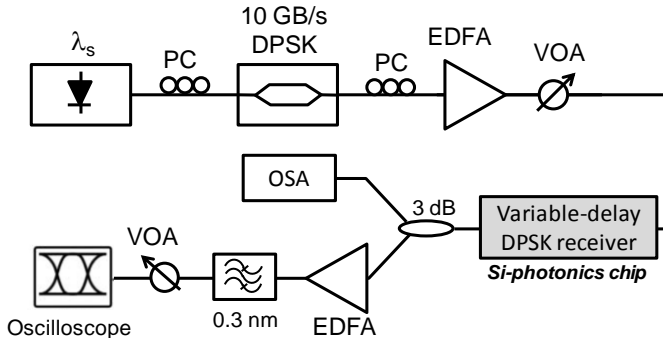 10 GB/s
DPSK
EDFA
λs
PC
PC
VOA
OSA
3 dB
Variable-delay
DPSK receiver
Si-photonics chip
VOA
0.3 nm
EDFA
Oscilloscope